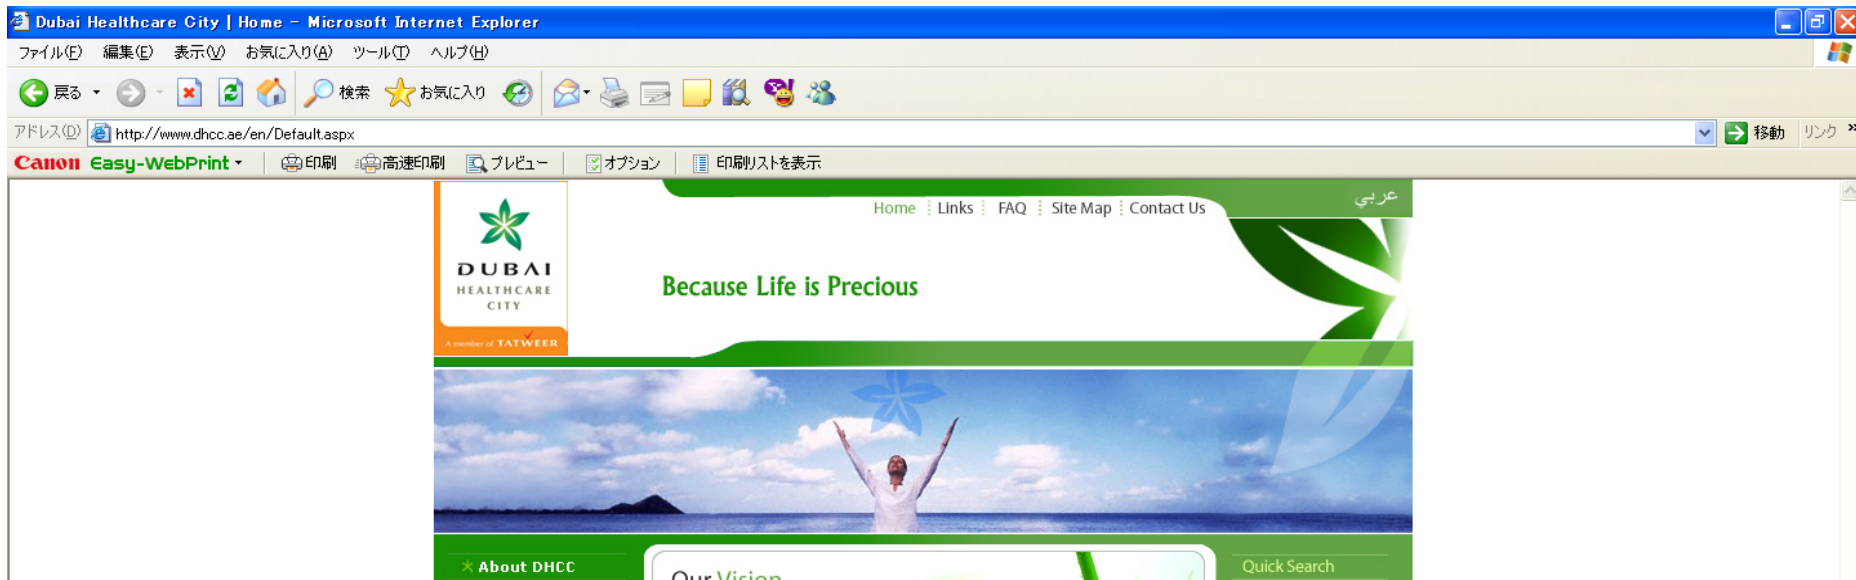 Dubai Healthcare City | Home - Microsoft Internet Explorer
ファイル(F) 編集(E) 表示(V) お気に入り(A) ツール(T) ヘルプ(H)
戻る 検索 お気に入り
アドレス(D) http://www.dhcc.ae/en/Default.aspx 移動 リンク »
Canon Easy-WebPrint 印刷 高速印刷 プレビュー オプション 印刷リストを表示
عربي
Home Links FAQ Site Map Contact Us
DUBAI
HEALTHCARE
CITY
A member of TATWEER
Because Life is Precious
About DHCC
Our Vision
Quick Search